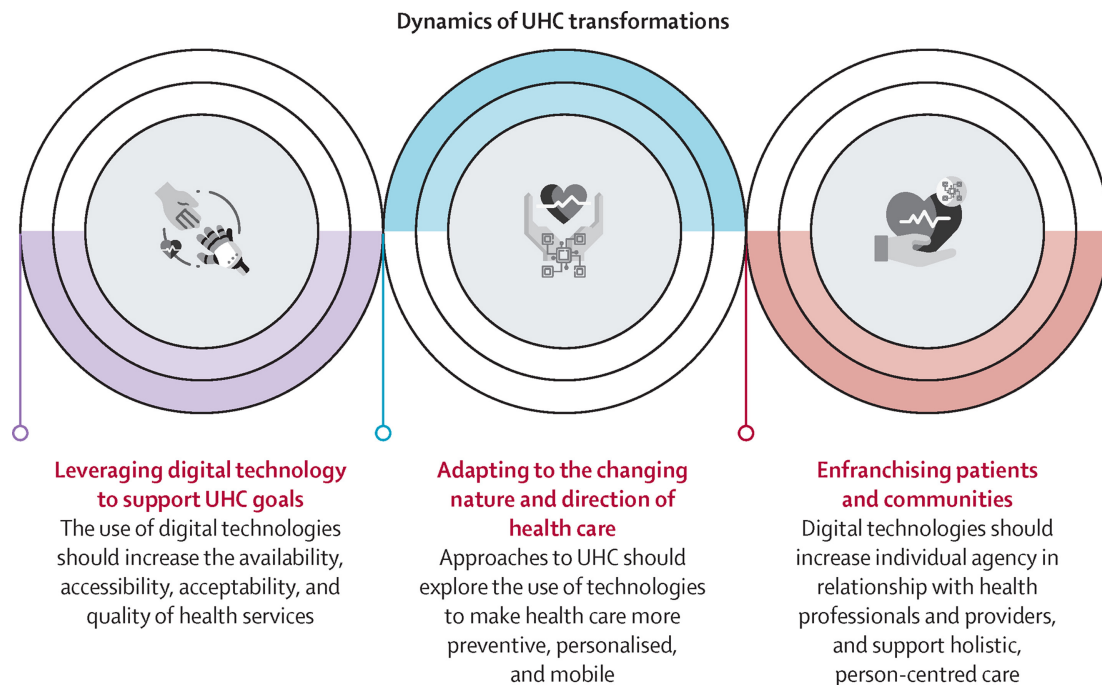 Dynamics of UHC transformations
Leveraging digital technology
to support UHC goals
The use of digital technologies
should increase the availability,
accessibility, acceptability, and
quality of health services
Adapting to the changing
nature and direction of
health care
Approaches to UHC should
explore the use of technologies
to make health care more
preventive, personalised,
and mobile
Enfranchising patients
and communities
Digital technologies should
increase individual agency in
relationship with health
professionals and providers,
and support holistic,
person-centred care